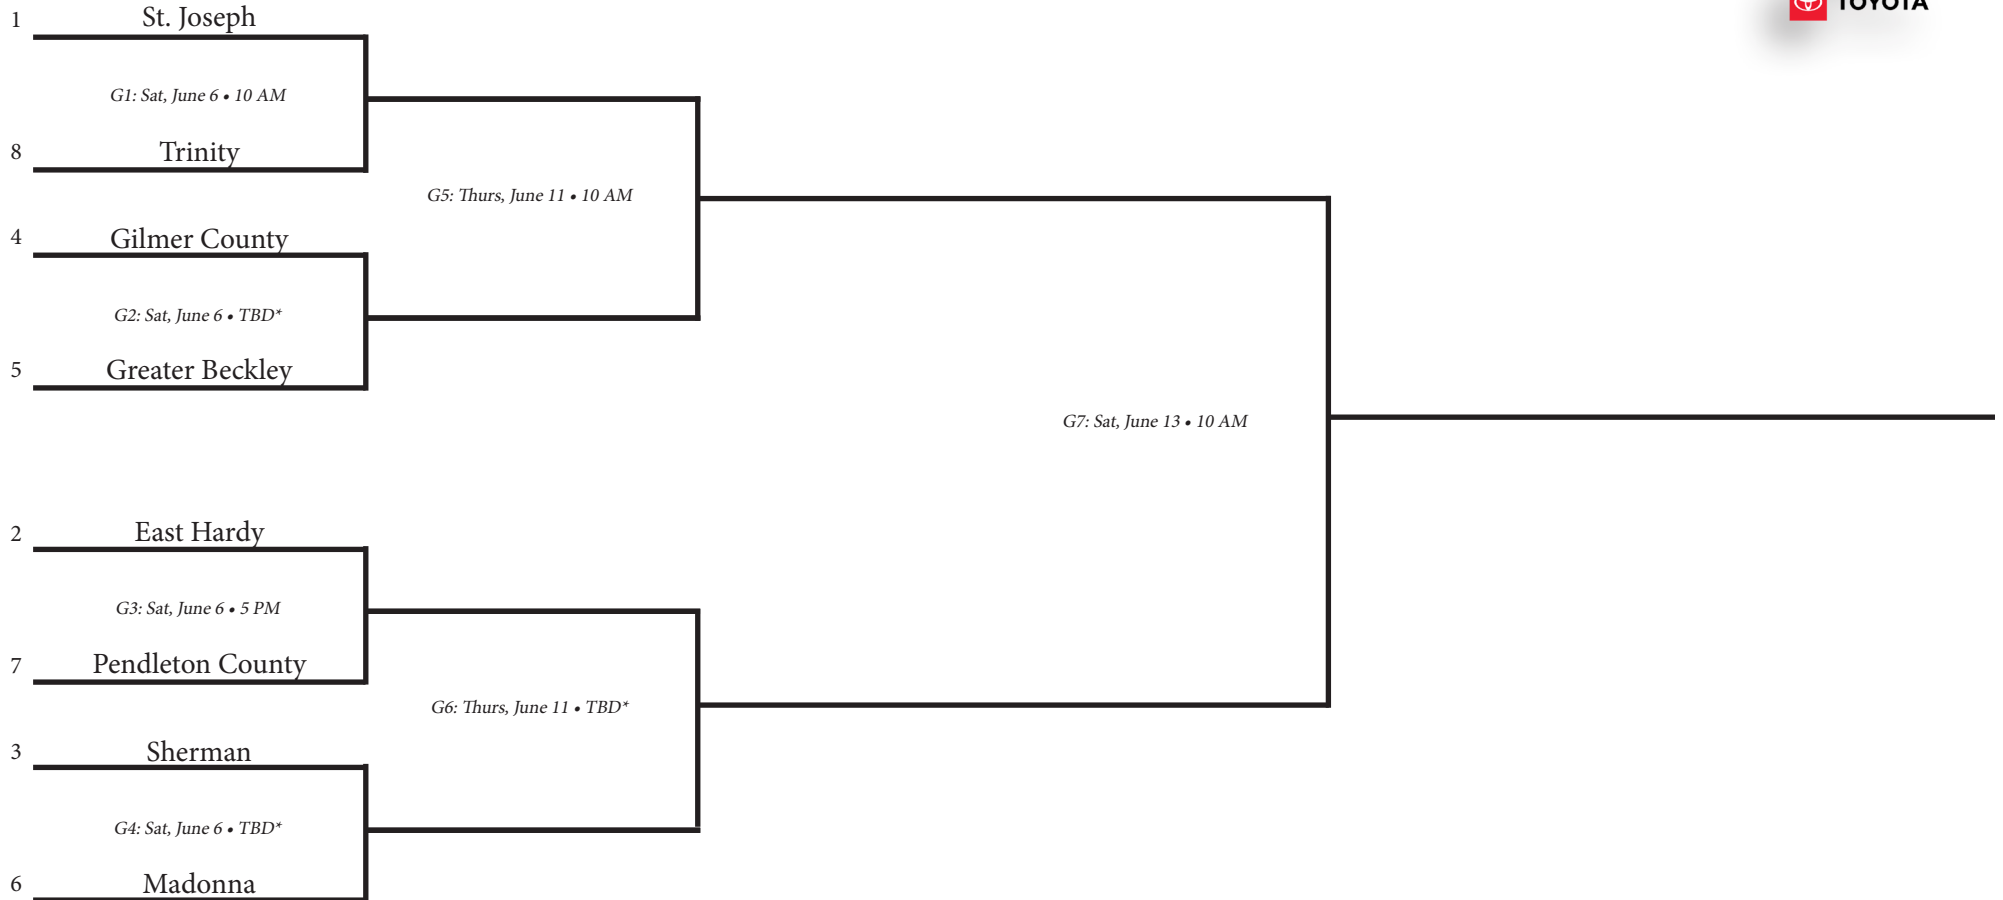 TOYOTA
1 St. Joseph
G1: Sat, June 6 • 10 AM
8 Trinity
G5: Thurs, June 11 • 10 AM
4 Gilmer County
G2: Sat, June 6 • TBD*
5 Greater Beckley
G7: Sat, June 13 • 10 AM
2 East Hardy
G3: Sat, June 6 • 5 PM
7 Pendleton County
G6: Thurs, June 11 • TBD*
3 Sherman
G4: Sat, June 6 • TBD*
6 Madonna